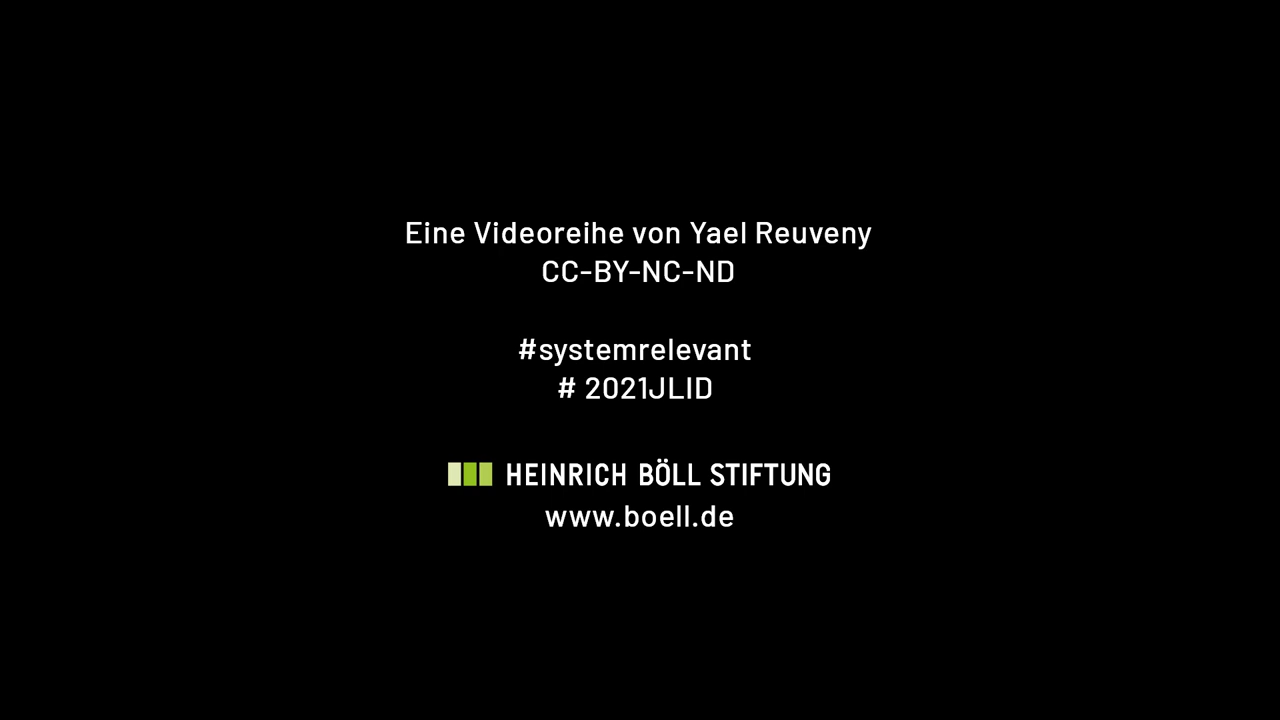 Eine Videoreihe von Yael Reuveny
CC-BY-NC-ND
#systemrelevant
# 2021JLID
HEINRICH BÖLL STIFTUNG
www.boell.de